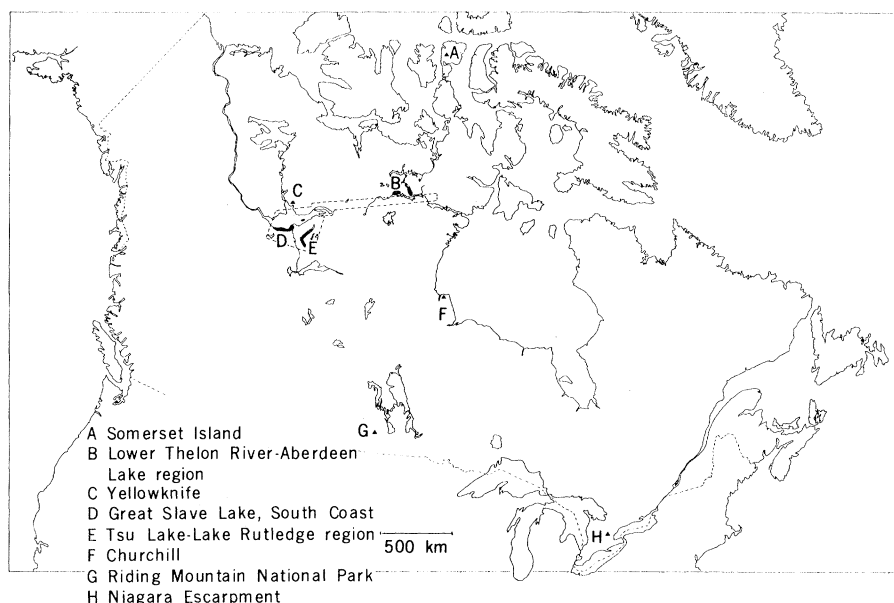 A
B
C
D
E
F
G
H
A Somerset Island
B Lower Thelon River-Aberdeen
Lake region
C Yellowknife
D Great Slave Lake, South Coast
E Tsu Lake-Lake Rutledge region
F Churchill
G Riding Mountain National Park
H Niagara Escarpment
500 km